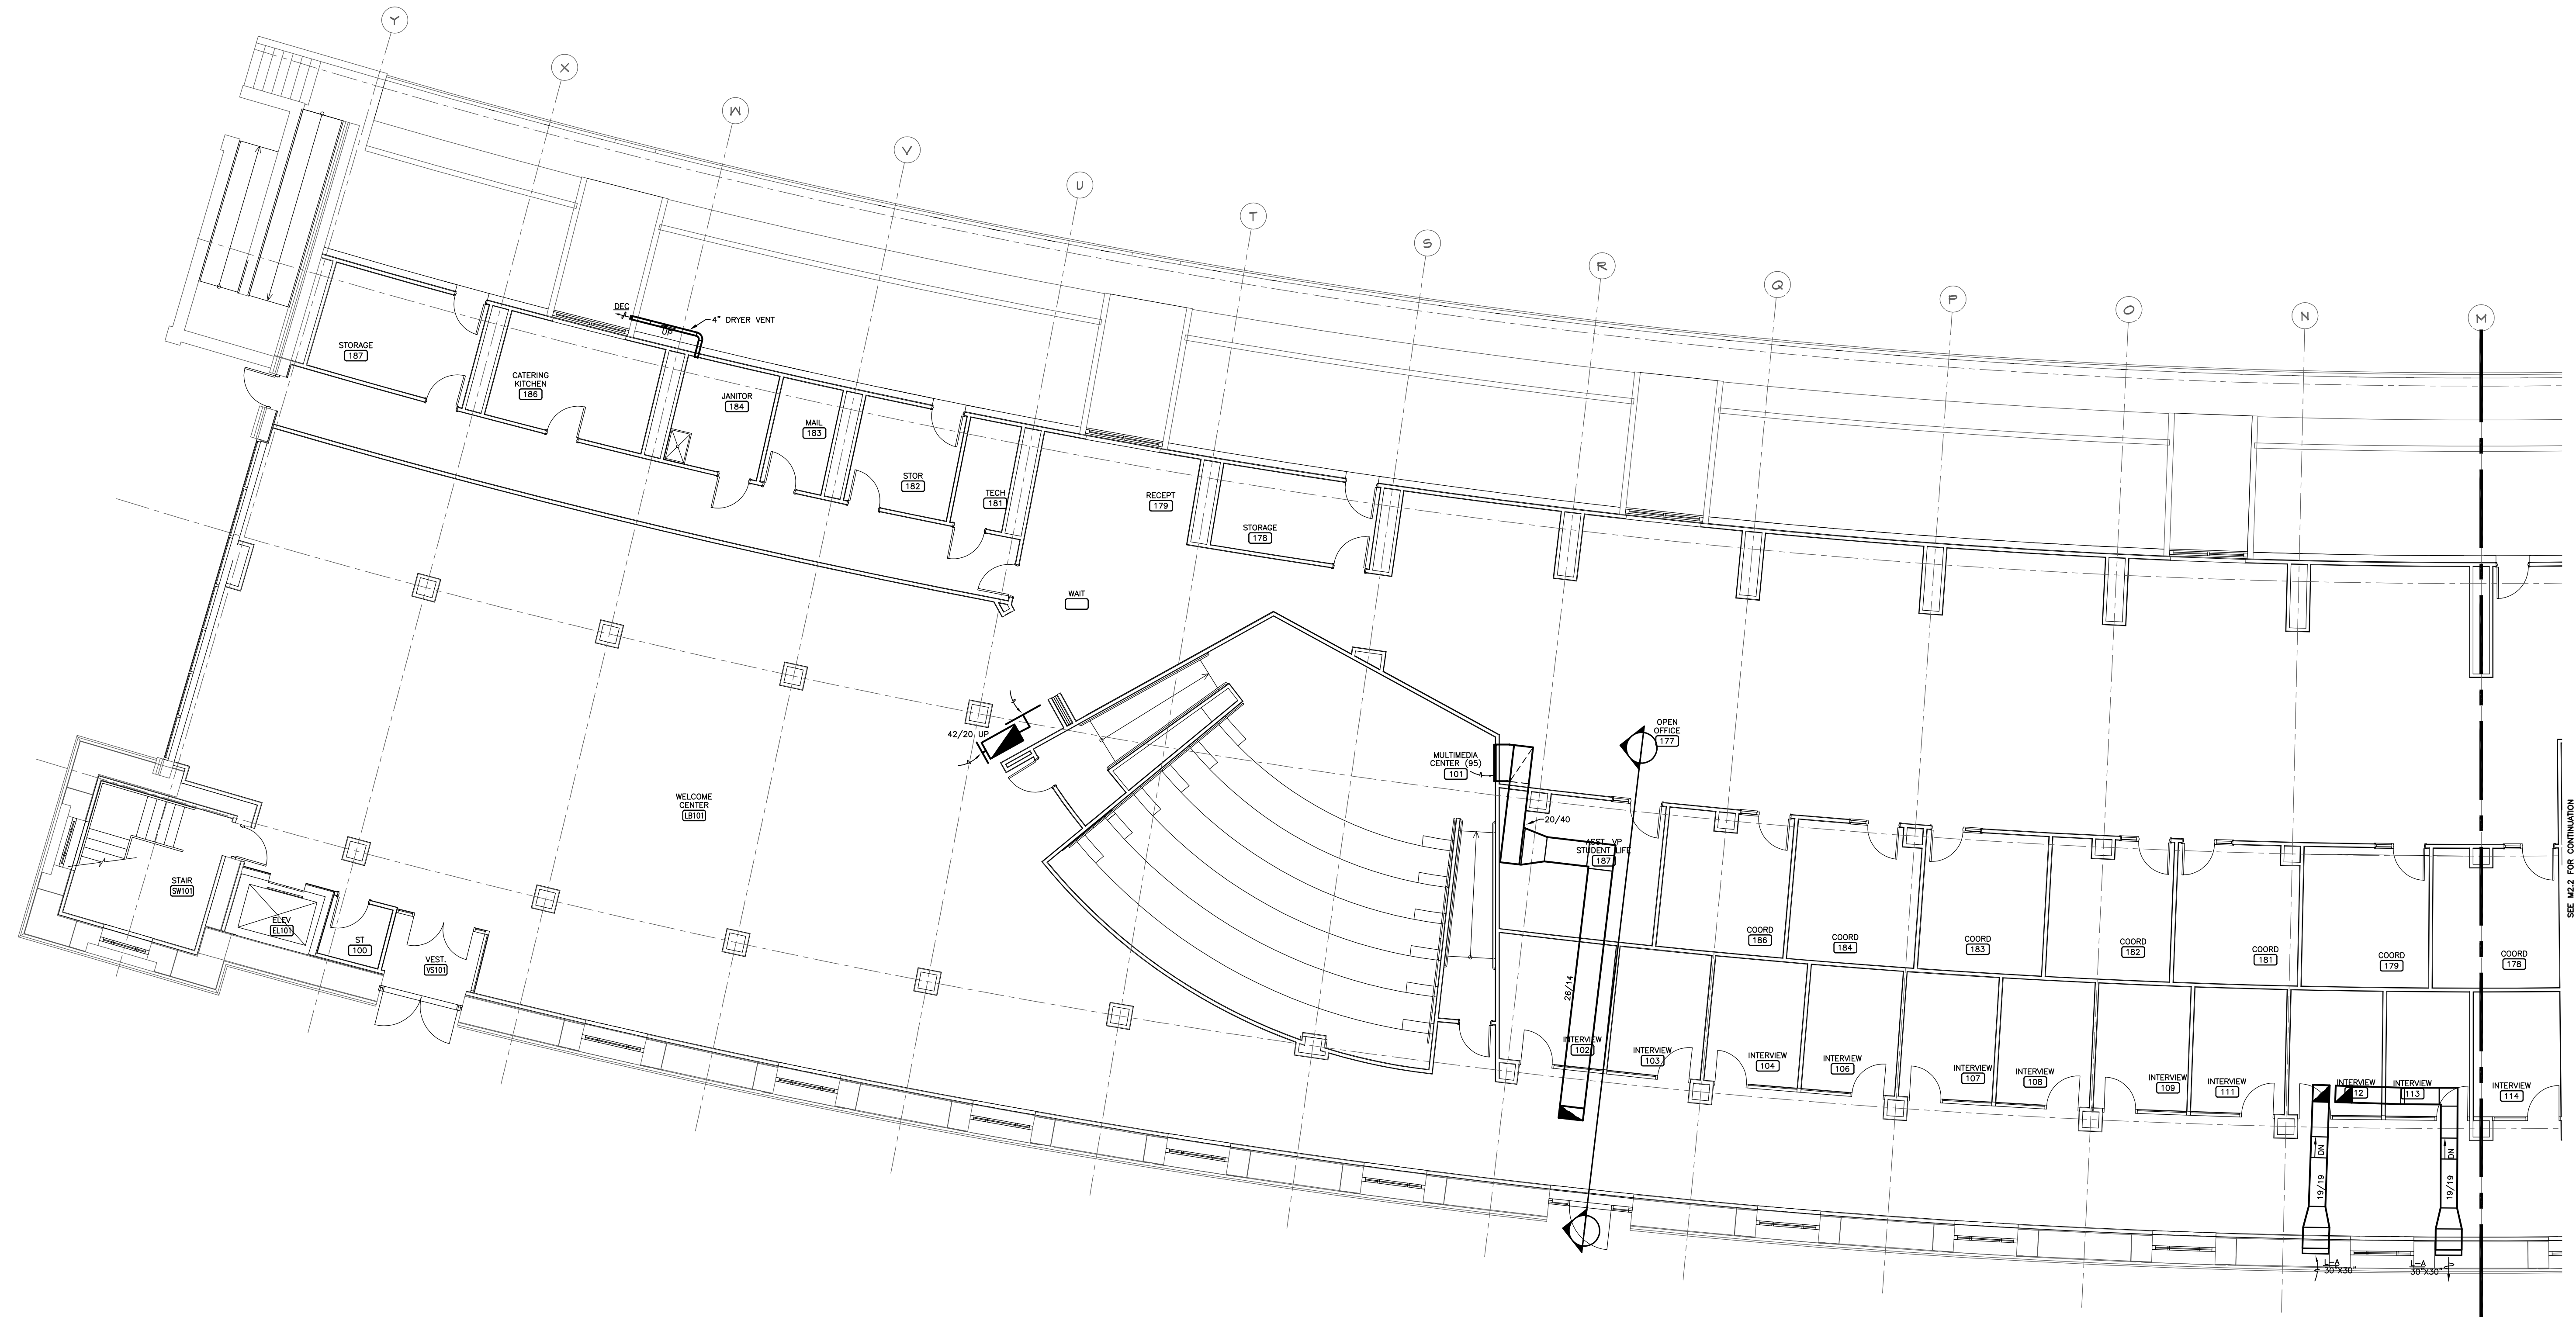 Y
X
W
V
U
T
S
R
Q
P
O
N
M
DEC
UP
4" DRYER VENT
STORAGE
187
CATERING
KITCHEN
186
JANITOR
184
MAIL
183
STOR
182
TECH
181
RECEPT
179
STORAGE
178
WAIT
42/20 UP
OPEN
OFFICE
177
MULTIMEDIA
CENTER (95)
101
20/40
ASST. VP
STUDENT LIFE
187
WELCOME
CENTER
LB101
STAIR
SW101
ELEV
EL101
ST
100
VEST.
VS101
COORD
186
COORD
184
COORD
183
COORD
182
COORD
181
COORD
179
COORD
178
26/14
INTERVIEW
102
INTERVIEW
103
INTERVIEW
104
INTERVIEW
106
INTERVIEW
107
INTERVIEW
108
INTERVIEW
109
INTERVIEW
111
INTERVIEW
112
INTERVIEW
113
INTERVIEW
114
DN
19/19
DN
19/19
L-A
30"X30"
L-A
30"X30"
SEE M2.2 FOR CONTINUATION